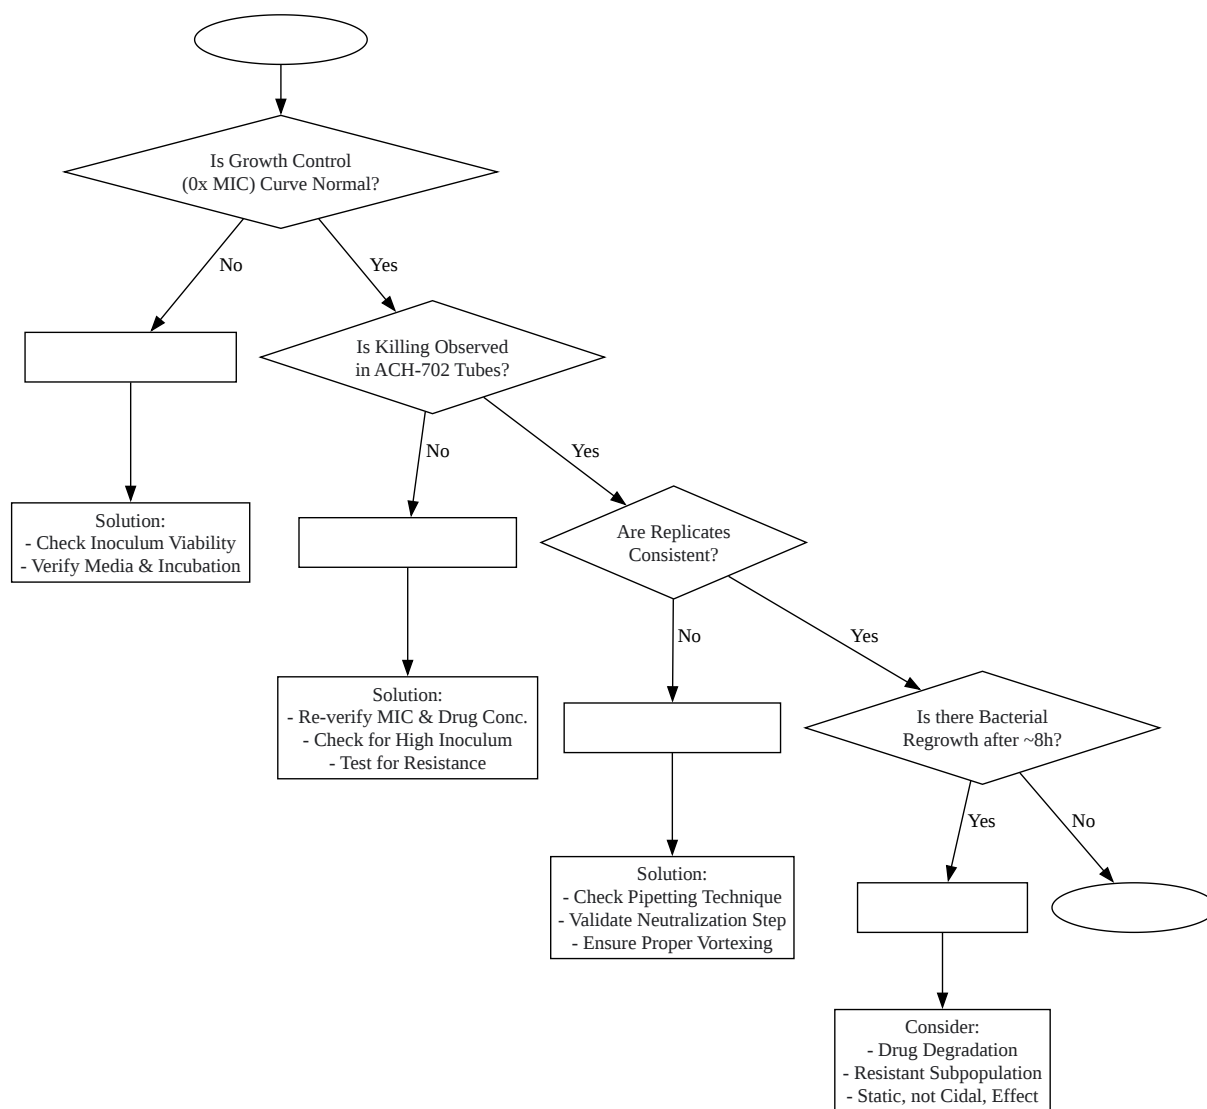 Is Growth Control
(0x MIC) Curve Normal?
No
Yes
Is Killing Observed
in ACH-702 Tubes?
No
Yes
Solution:
- Check Inoculum Viability
- Verify Media & Incubation
Are Replicates
Consistent?
No
Yes
Solution:
- Re-verify MIC & Drug Conc.
- Check for High Inoculum
- Test for Resistance
Is there Bacterial
Regrowth after ~8h?
Yes
No
Solution:
- Check Pipetting Technique
- Validate Neutralization Step
- Ensure Proper Vortexing
Consider:
- Drug Degradation
- Resistant Subpopulation
- Static, not Cidal, Effect